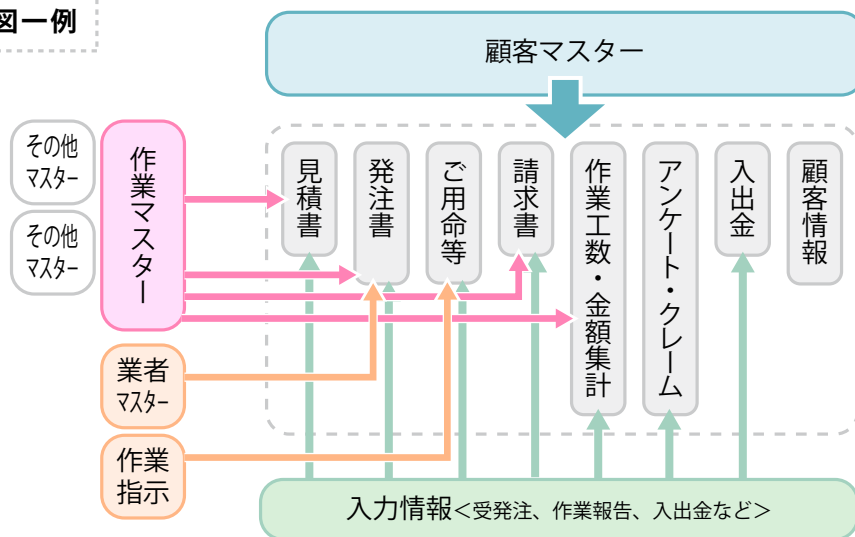 図一例
顧客マスター
その他
マスター
その他
マスター
作業マスター
見積書
発注書
ご用命等
請求書
作業工数・金額集計
アンケート・クレーム
入出金
顧客情報
業者
マスター
作業
指示
入力情報<受発注、作業報告、入出金など>